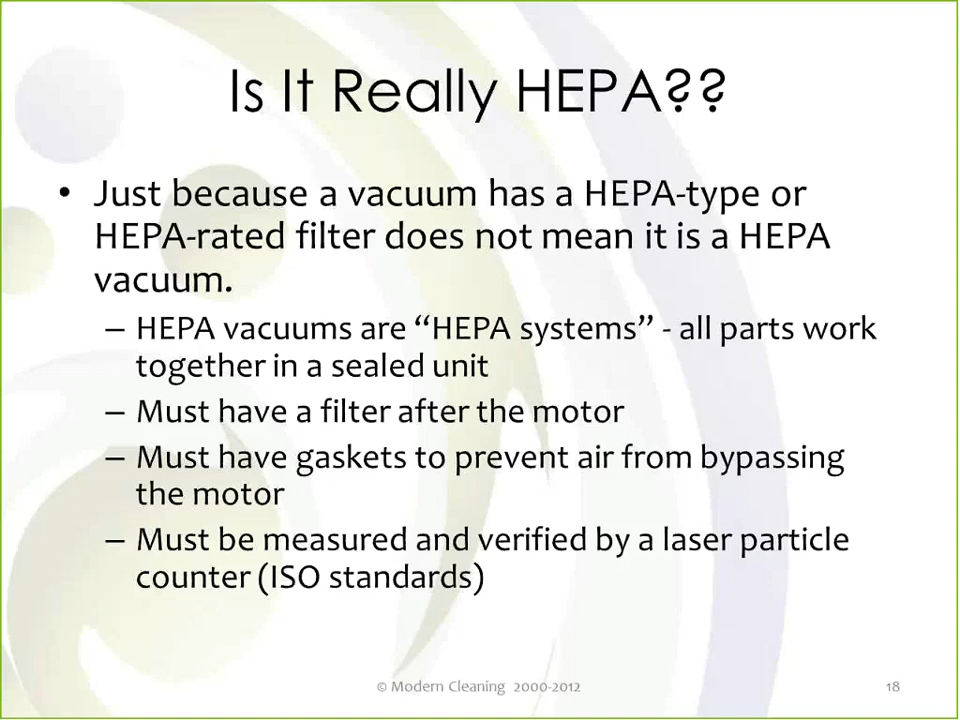 Is It Really HEPA??
• Just because a vacuum has a HEPA-type or
HEPA-rated filter does not mean it is a HEPA
vacuum.
– HEPA vacuums are “HEPA systems” - all parts work
together in a sealed unit
– Must have a filter after the motor
– Must have gaskets to prevent air from bypassing
the motor
– Must be measured and verified by a laser particle
counter (ISO standards)
© Modern Cleaning 2000-2012
18